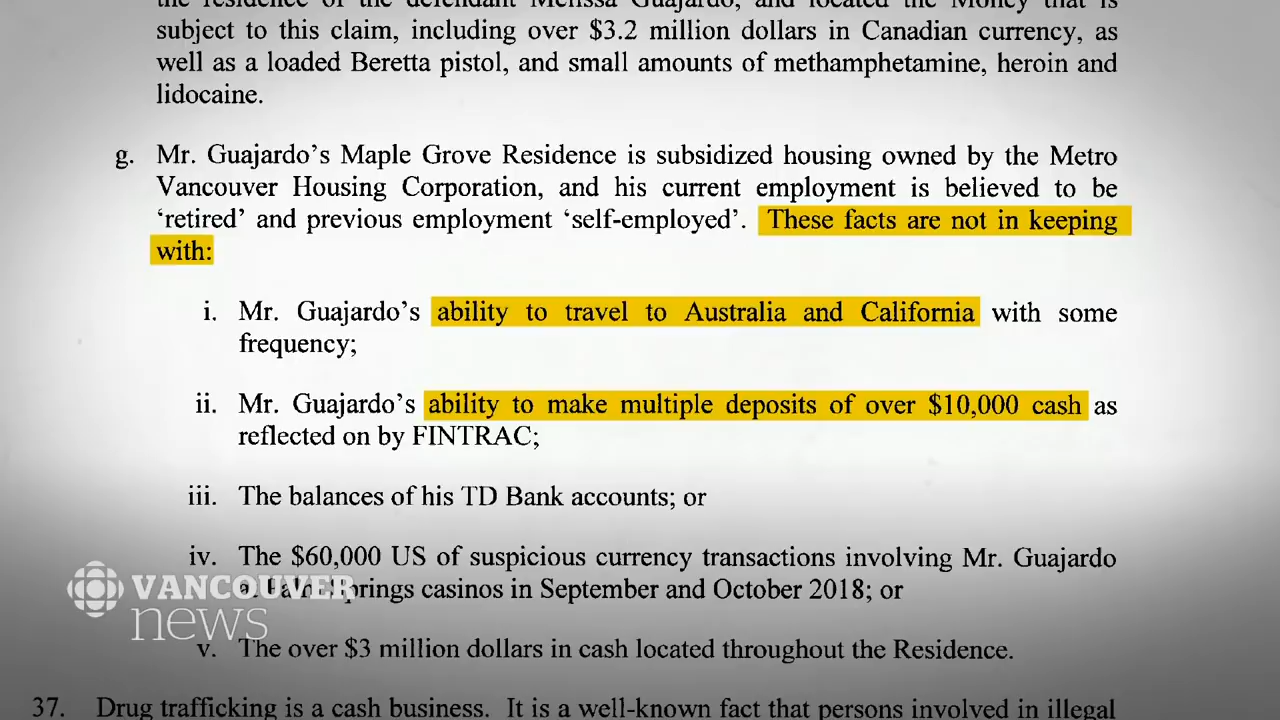 the residence of the defendant Melissa Guajardo, and located the Money that is
subject to this claim, including over $3.2 million dollars in Canadian currency, as
well as a loaded Beretta pistol, and small amounts of methamphetamine, heroin and
lidocaine.
g. Mr. Guajardo’s Maple Grove Residence is subsidized housing owned by the Metro
Vancouver Housing Corporation, and his current employment is believed to be
‘retired’ and previous employment ‘self-employed’. These facts are not in keeping
with:
i. Mr. Guajardo’s ability to travel to Australia and California with some
frequency;
ii. Mr. Guajardo’s ability to make multiple deposits of over $10,000 cash as
reflected on by FINTRAC;
iii. The balances of his TD Bank accounts; or
iv. The $60,000 US of suspicious currency transactions involving Mr. Guajardo
at Palm Springs casinos in September and October 2018; or
v. The over $3 million dollars in cash located throughout the Residence.
37. Drug trafficking is a cash business. It is a well-known fact that persons involved in illegal
VANCOUVER
news